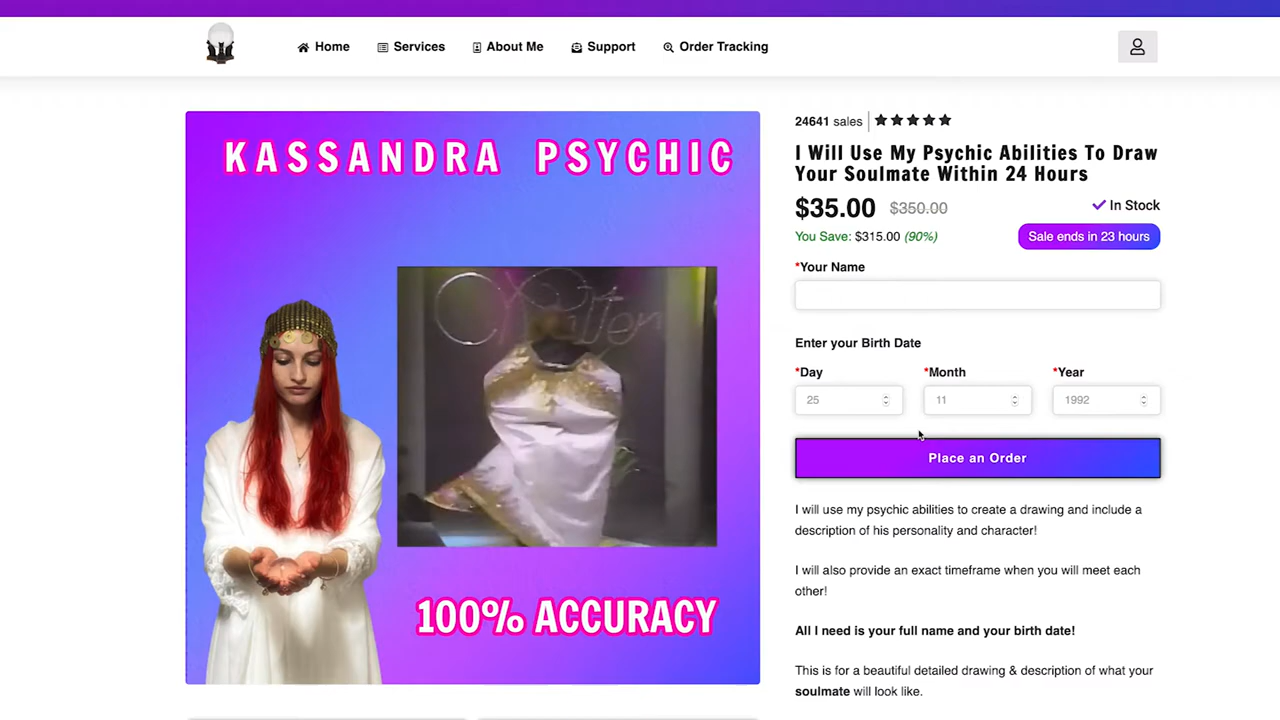 Home
Services
About Me
Support
Order Tracking
KASSANDRA PSYCHIC
100% ACCURACY
24641 sales
I Will Use My Psychic Abilities To Draw
Your Soulmate Within 24 Hours
$35.00 $350.00
In Stock
You Save: $315.00 (90%)
Sale ends in 23 hours
*Your Name
Enter your Birth Date
*Day *Month *Year
25 11 1992
Place an Order
I will use my psychic abilities to create a drawing and include a
description of his personality and character!
I will also provide an exact timeframe when you will meet each
other!
All I need is your full name and your birth date!
This is for a beautiful detailed drawing & description of what your
soulmate will look like.